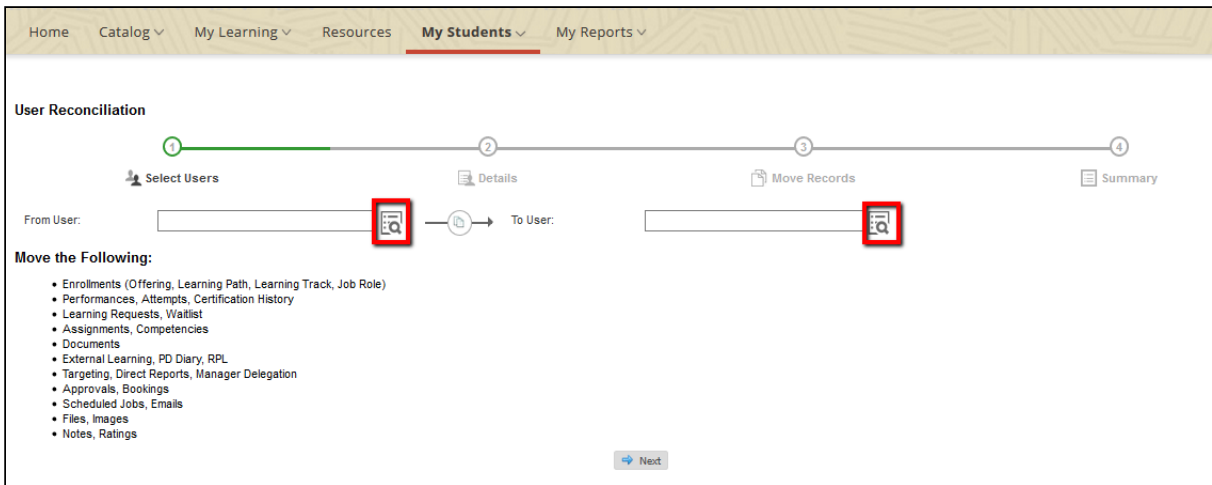 Home Catalog My Learning Resources My Students My Reports
User Reconciliation
1 2 3 4
Select Users Details Move Records Summary
From User: To User:
Move the Following:
• Enrollments (Offering, Learning Path, Learning Track, Job Role)
• Performances, Attempts, Certification History
• Learning Requests, Waitlist
• Assignments, Competencies
• Documents
• External Learning, PD Diary, RPL
• Targeting, Direct Reports, Manager Delegation
• Approvals, Bookings
• Scheduled Jobs, Emails
• Files, Images
• Notes, Ratings
Next